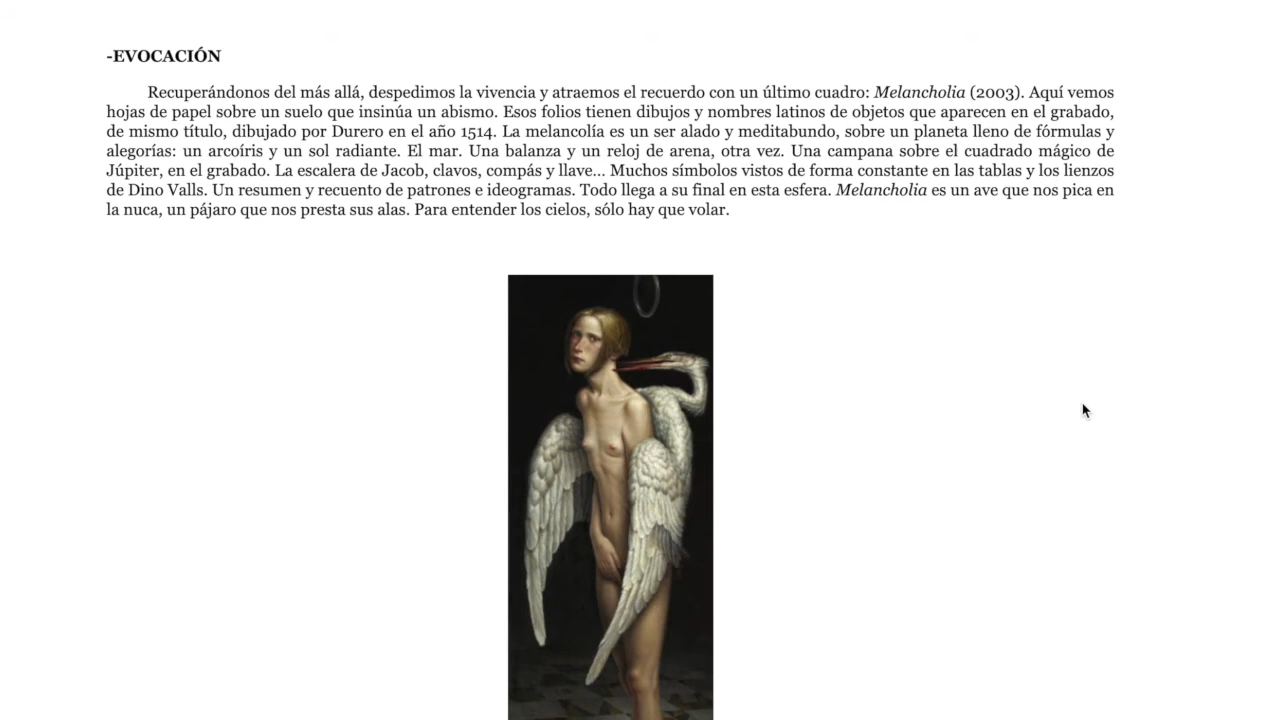 -EVOCACIÓN
Recuperándonos del más allá, despedimos la vivencia y atraemos el recuerdo con un último cuadro: Melancholia (2003). Aquí vemos
hojas de papel sobre un suelo que insinúa un abismo. Esos folios tienen dibujos y nombres latinos de objetos que aparecen en el grabado,
de mismo título, dibujado por Durero en el año 1514. La melancolía es un ser alado y meditabundo, sobre un planeta lleno de fórmulas y
alegorías: un arcoíris y un sol radiante. El mar. Una balanza y un reloj de arena, otra vez. Una campana sobre el cuadrado mágico de
Júpiter, en el grabado. La escalera de Jacob, clavos, compás y llave... Muchos símbolos vistos de forma constante en las tablas y los lienzos
de Dino Valls. Un resumen y recuento de patrones e ideogramas. Todo llega a su final en esta esfera. Melancholia es un ave que nos pica en
la nuca, un pájaro que nos presta sus alas. Para entender los cielos, sólo hay que volar.